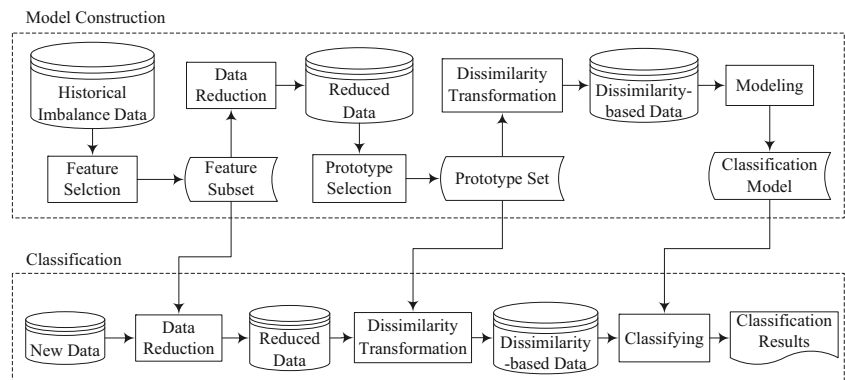 Model Construction
Historical
Imbalance Data
Feature
Selction
Data
Reduction
Feature
Subset
Reduced
Data
Prototype
Selection
Dissimilarity
Transformation
Prototype Set
Dissimilarity-
based Data
Modeling
Classification
Model
Classification
New Data
Data
Reduction
Reduced
Data
Dissimilarity
Transformation
Dissimilarity
-based Data
Classifying
Classification
Results